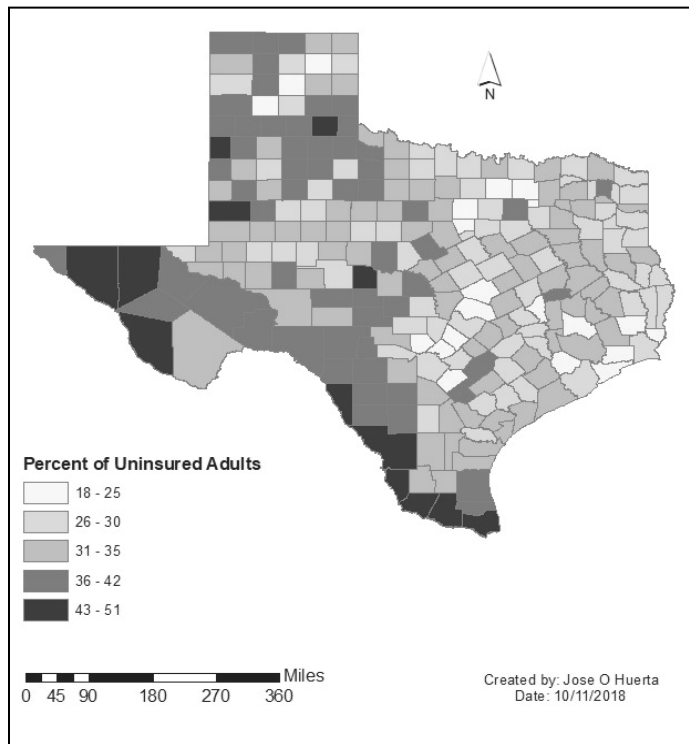 N
Percent of Uninsured Adults
18 - 25
26 - 30
31 - 35
36 - 42
43 - 51
Miles
0 45 90 180 270 360
Created by: Jose O Huerta
Date: 10/11/2018